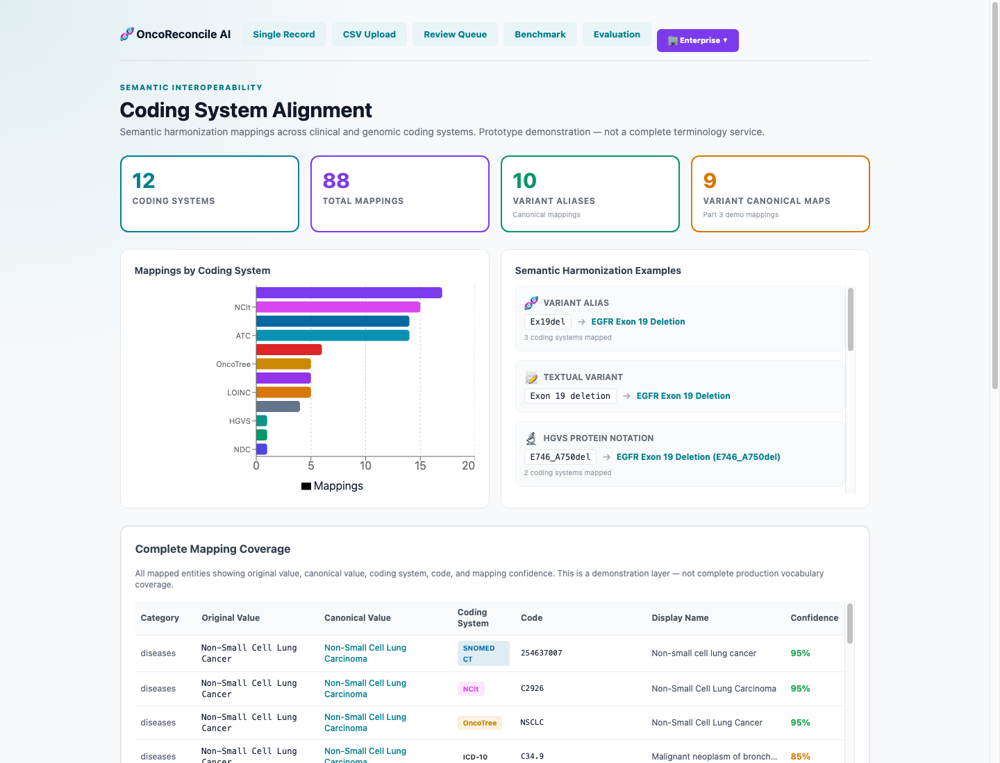 OncoReconcile AI
Single Record
CSV Upload
Review Queue
Benchmark
Evaluation
Enterprise ▼
SEMANTIC INTEROPERABILITY
Coding System Alignment
Semantic harmonization mappings across clinical and genomic coding systems. Prototype demonstration — not a complete terminology service.
12
CODING SYSTEMS
88
TOTAL MAPPINGS
10
VARIANT ALIASES
Canonical mappings
9
VARIANT CANONICAL MAPS
Part 3 demo mappings
Mappings by Coding System
NCIt
ATC
OncoTree
LOINC
HGVS
NDC
0 5 10 15 20
Mappings
Semantic Harmonization Examples
VARIANT ALIAS
Ex19del → EGFR Exon 19 Deletion
3 coding systems mapped
TEXTUAL VARIANT
Exon 19 deletion → EGFR Exon 19 Deletion
HGVS PROTEIN NOTATION
E746_A750del → EGFR Exon 19 Deletion (E746_A750del)
2 coding systems mapped
Complete Mapping Coverage
All mapped entities showing original value, canonical value, coding system, code, and mapping confidence. This is a demonstration layer — not complete production vocabulary
coverage.
Category Original Value Canonical Value Coding System Code Display Name Confidence
diseases Non-Small Cell Lung Cancer Non-Small Cell Lung Carcinoma SNOMED CT 254637007 Non-small cell lung cancer 95%
diseases Non-Small Cell Lung Cancer Non-Small Cell Lung Carcinoma NCIt C2926 Non-Small Cell Lung Carcinoma 95%
diseases Non-Small Cell Lung Cancer Non-Small Cell Lung Carcinoma OncoTree NSCLC Non-Small Cell Lung Cancer 95%
diseases Non-Small Cell Lung Cancer Non-Small Cell Lung Carcinoma ICD-10 C34.9 Malignant neoplasm of bronch... 85%